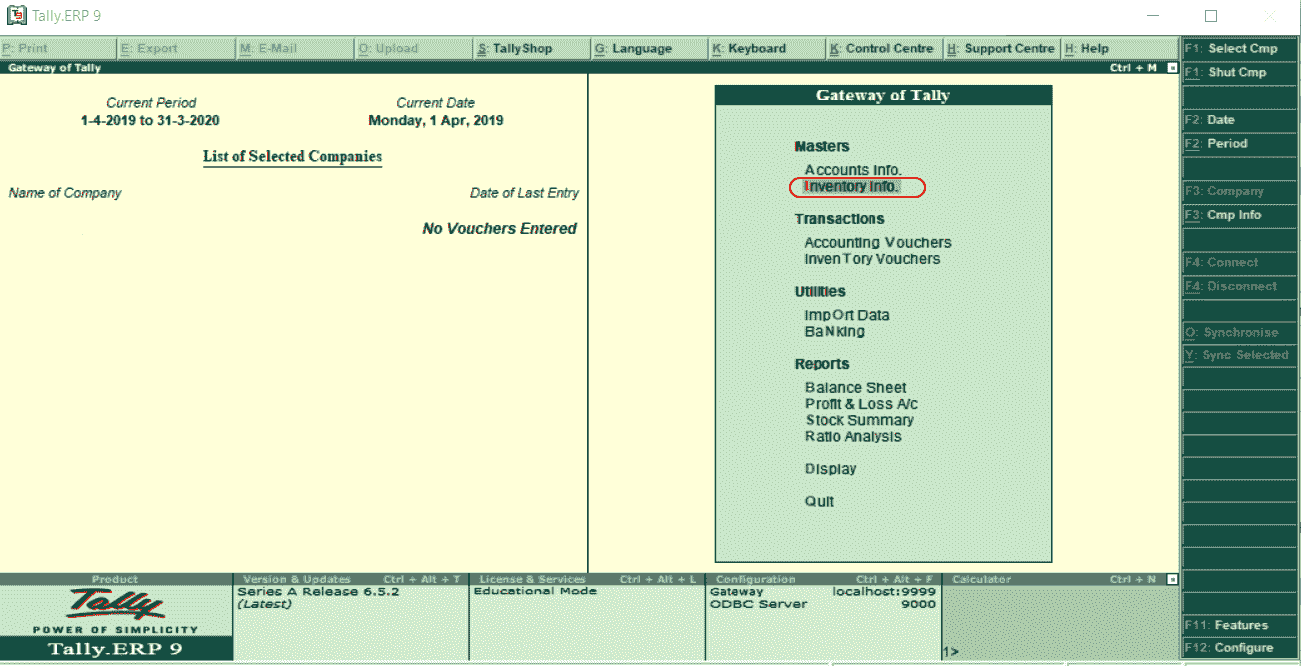 Tally.ERP 9
P: Print E: Export M: E-Mail O: Upload S: TallyShop G: Language K: Keyboard K: Control Centre H: Support Centre H: Help
Gateway of Tally Ctrl + M
Current Period Current Date
1-4-2019 to 31-3-2020 Monday, 1 Apr, 2019
List of Selected Companies
Name of Company Date of Last Entry
No Vouchers Entered
Gateway of Tally
Masters
Accounts Info.
Inventory Info.
Transactions
Accounting Vouchers
InvenTory Vouchers
Utilities
ImpOrt Data
BaNking
Reports
Balance Sheet
Profit & Loss A/c
Stock Summary
Ratio Analysis
Display
Quit
F1: Select Cmp
F1: Shut Cmp
F2: Date
F2: Period
F3: Company
F3: Cmp Info
F4: Connect
F4: Disconnect
O: Synchronise
Y: Sync Selected
F11: Features
F12: Configure
Product
Tally
POWER OF SIMPLICITY
Tally.ERP 9
Version & Updates Ctrl + Alt + T
Series A Release 6.5.2
(Latest)
License & Services Ctrl + Alt + L
Educational Mode
Configuration Ctrl + Alt + F
Gateway localhost:9999
ODBC Server 9000
Calculator Ctrl + N
1>